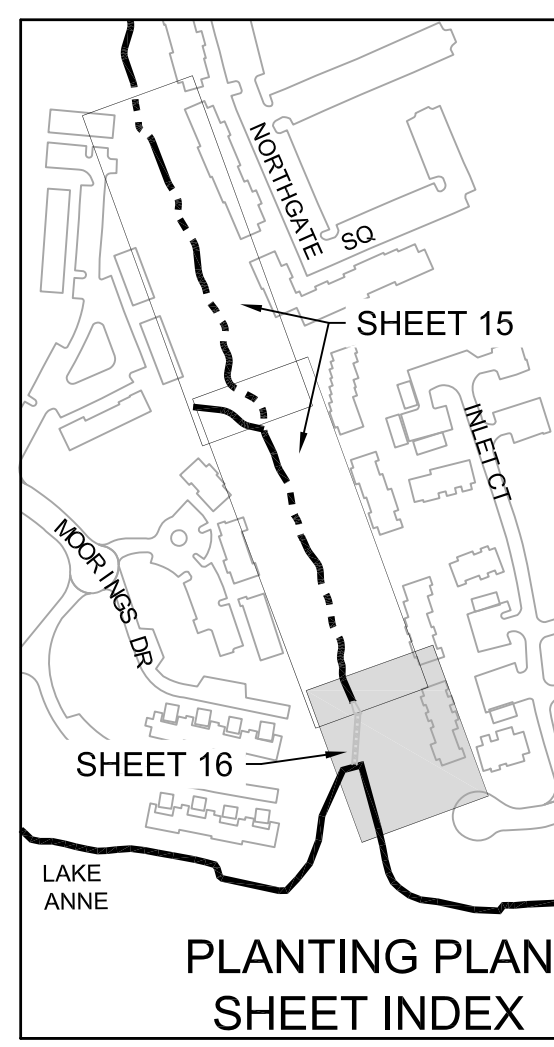 NORTHGATE
SQ
SHEET 15
INLET CT
MOORINGS DR
SHEET 16
LAKE
ANNE
PLANTING PLAN
SHEET INDEX